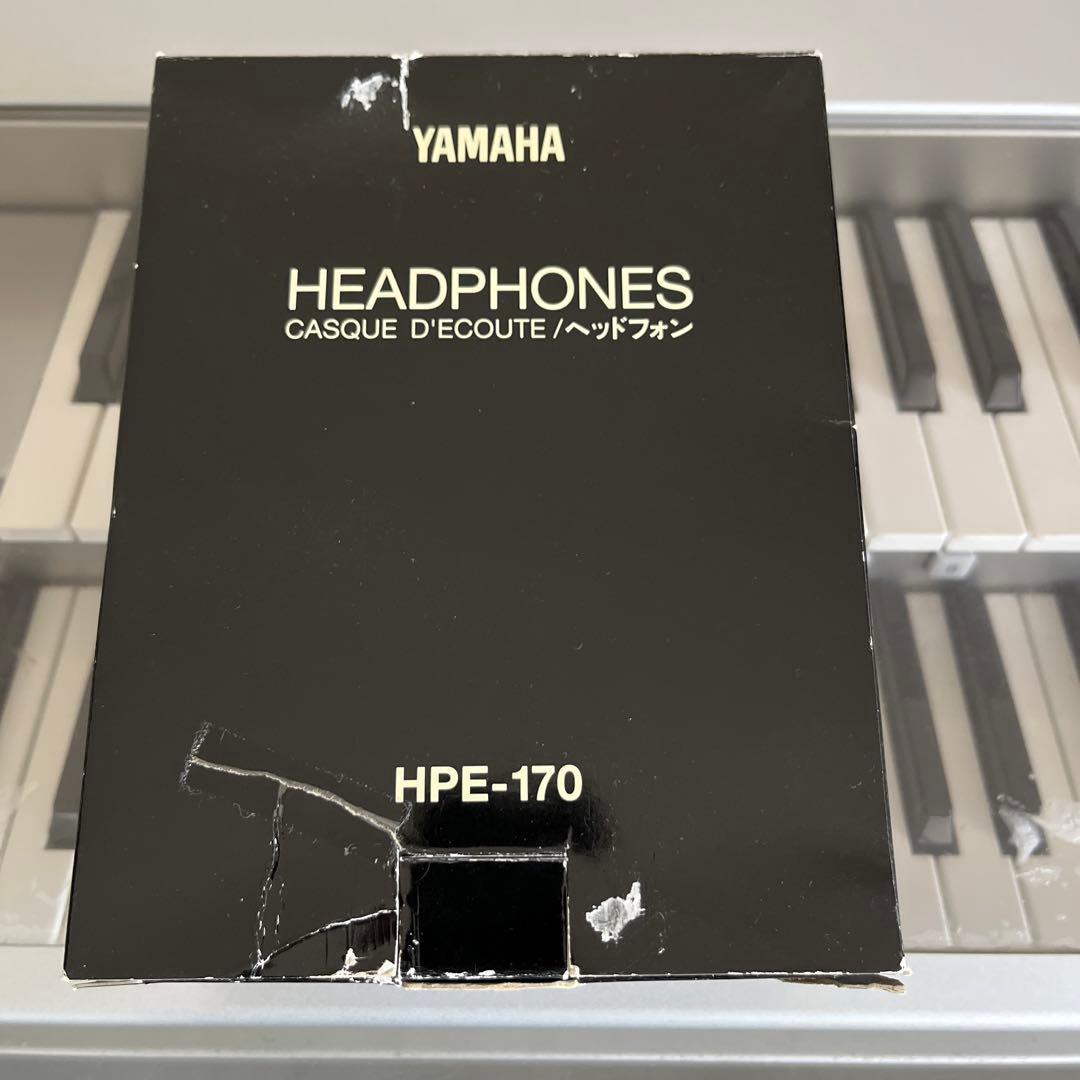 YAMAHA
HEADPHONES
CASQUE D'ECOUTE/ヘッドフォン
HPE-170